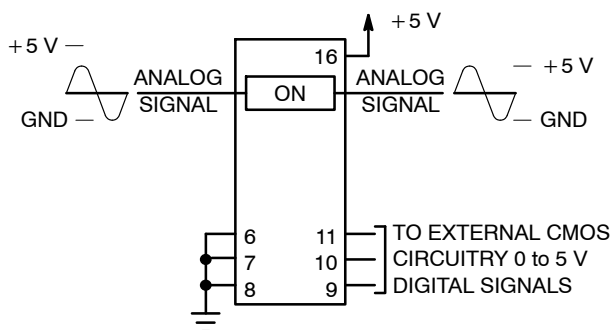 +5 V
16
+5 V
ANALOG
SIGNAL
ON
ANALOG
SIGNAL
+5 V
GND
GND
6
11
TO EXTERNAL CMOS
7
10
CIRCUITRY 0 to 5 V
8
9
DIGITAL SIGNALS